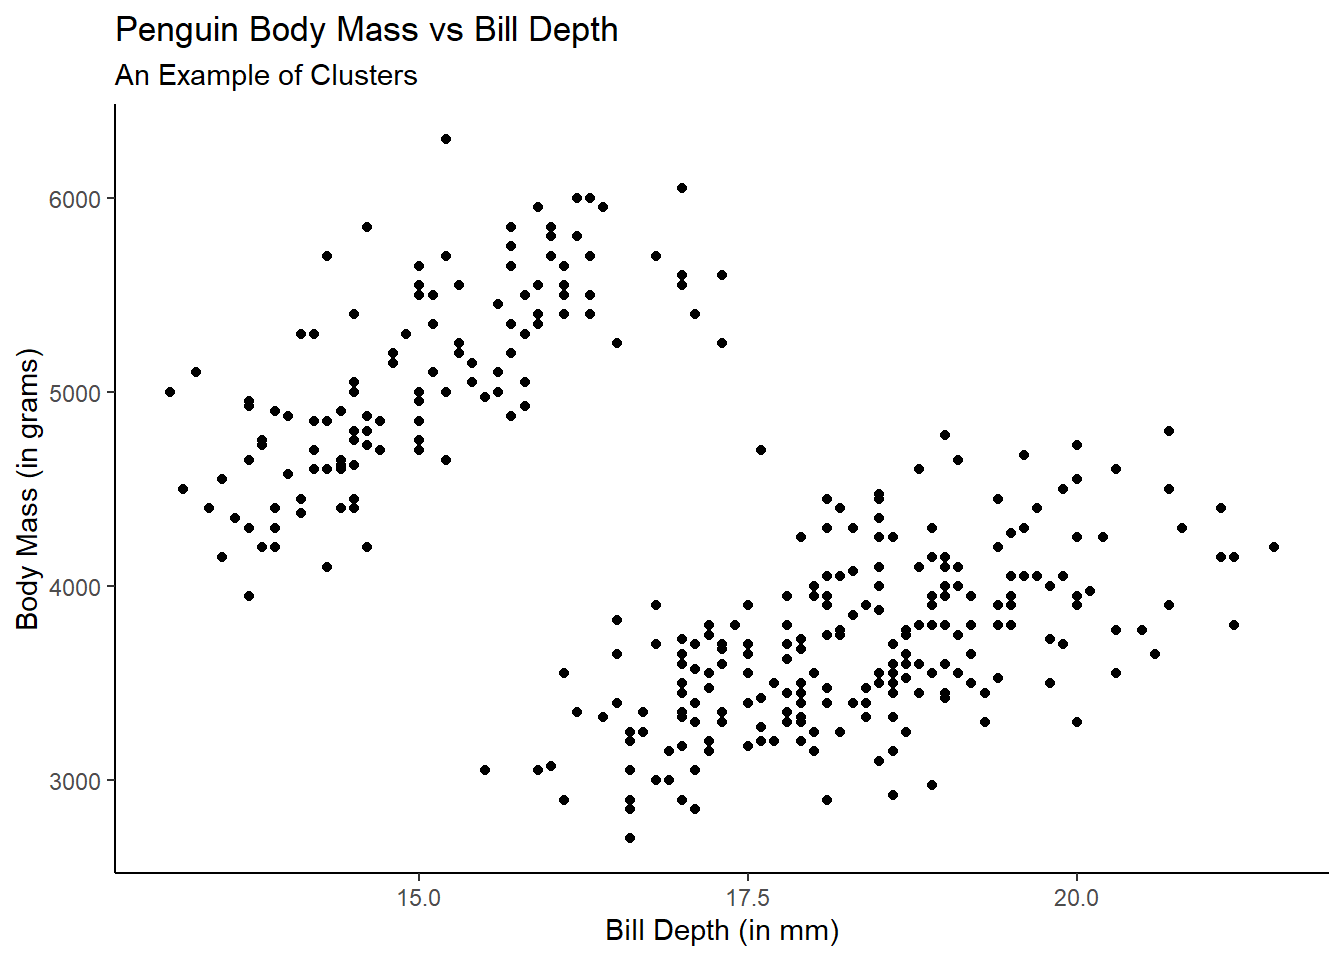 Penguin Body Mass vs Bill Depth
An Example of Clusters
6000
5000
4000
3000
Body Mass (in grams)
15.0 17.5 20.0
Bill Depth (in mm)